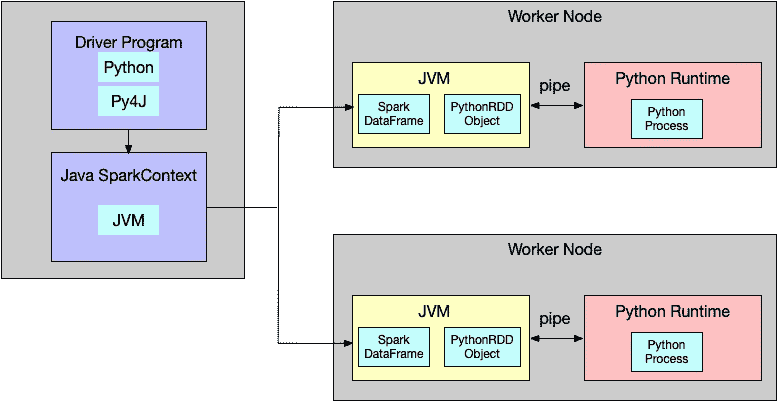 Driver Program
Python
Py4J
Java SparkContext
JVM
Worker Node
JVM
Spark
DataFrame
PythonRDD
Object
pipe
Python Runtime
Python
Process
Worker Node
JVM
Spark
DataFrame
PythonRDD
Object
pipe
Python Runtime
Python
Process